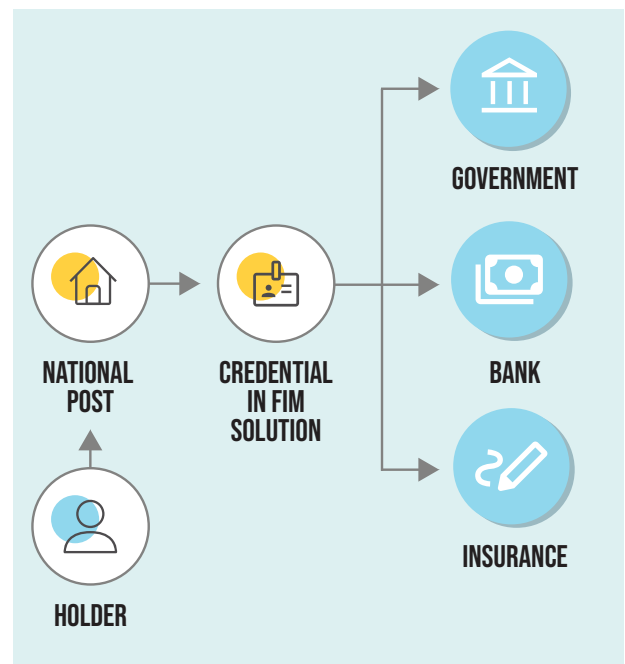 GOVERNMENT
NATIONAL
POST
CREDENTIAL
IN FIM
SOLUTION
BANK
HOLDER
INSURANCE